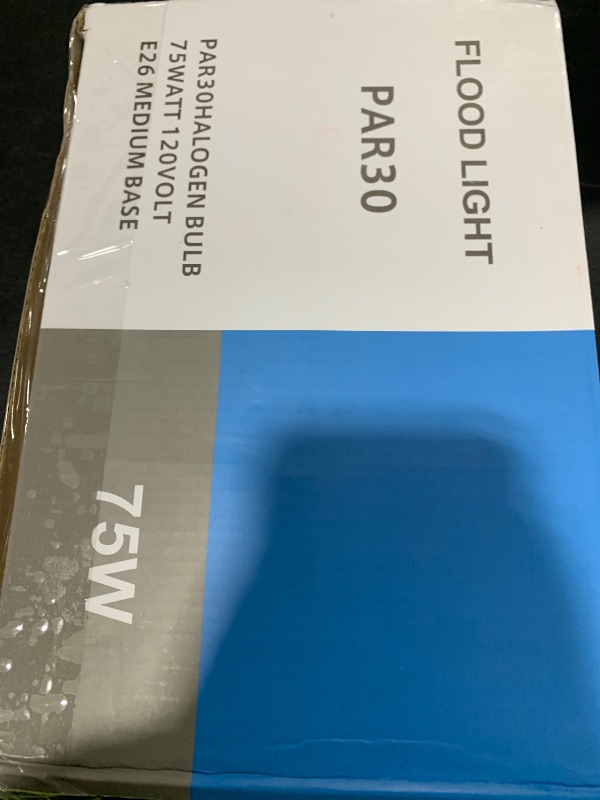 FLOOD LIGHT
PAR30
PAR30HALOGEN BULB
75WATT 120VOLT
E26 MEDIUM BASE
75W